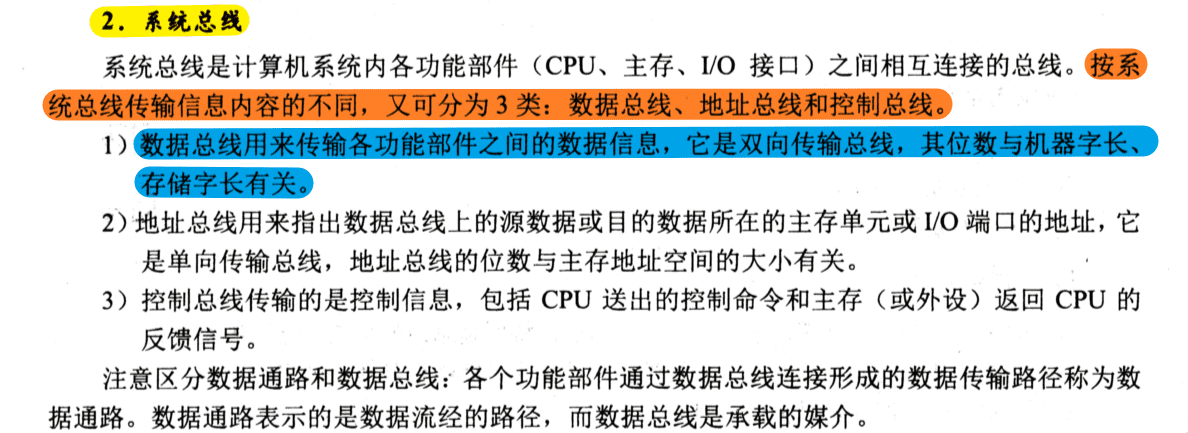 2．系统总线
系统总线是计算机系统内各功能部件（CPU、主存、I/O 接口）之间相互连接的总线。按系
统总线传输信息内容的不同，又可分为 3 类：数据总线、地址总线和控制总线。
1）数据总线用来传输各功能部件之间的数据信息，它是双向传输总线，其位数与机器字长、
存储字长有关。
2）地址总线用来指出数据总线上的源数据或目的数据所在的主存单元或 I/O 端口的地址，它
是单向传输总线，地址总线的位数与主存地址空间的大小有关。
3）控制总线传输的是控制信息，包括 CPU 送出的控制命令和主存（或外设）返回 CPU 的
反馈信号。
注意区分数据通路和数据总线：各个功能部件通过数据总线连接形成的数据传输路径称为数
据通路。数据通路表示的是数据流经的路径，而数据总线是承载的媒介。